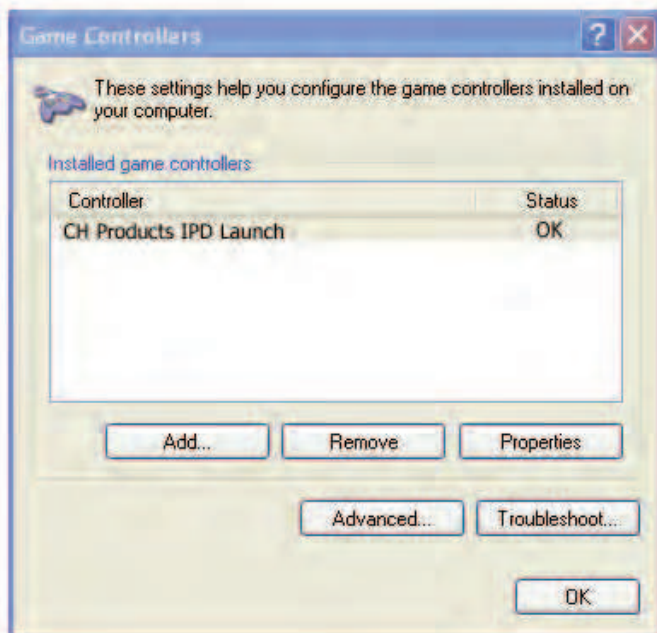 Game Controllers
These settings help you configure the game controllers installed on
your computer.
Installed game controllers
Controller Status
CH Products IPD Launch OK
Add... Remove Properties
Advanced... Troubleshoot...
OK